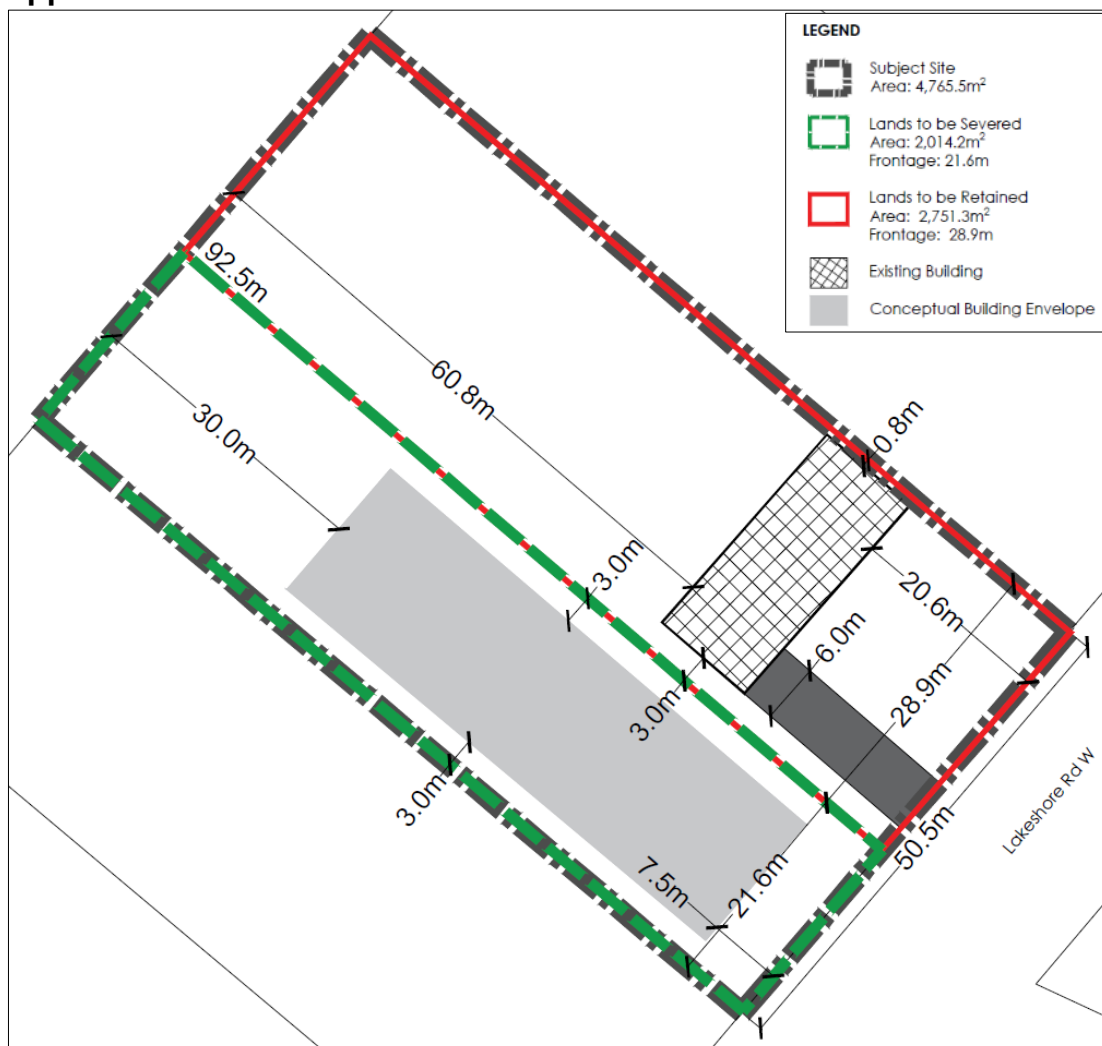 LEGEND
Subject Site
Area: 4,765.5m²
Lands to be Severed
Area: 2,014.2m²
Frontage: 21.6m
Lands to be Retained
Area: 2,751.3m²
Frontage: 28.9m
Existing Building
Conceptual Building Envelope
92.5m
60.8m
30.0m
0.8m
3.0m
20.6m
6.0m
28.9m
3.0m
3.0m
50.5m
Lakeshore Rd W
7.5m
21.6m